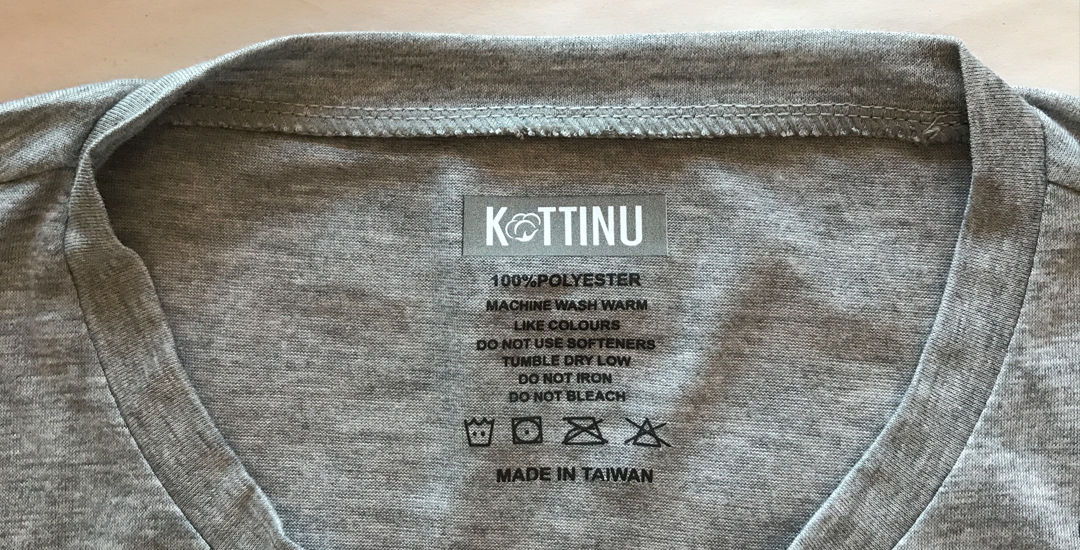 KOTTINU
100%POLYESTER
MACHINE WASH WARM
LIKE COLOURS
DO NOT USE SOFTENERS
TUMBLE DRY LOW
DO NOT IRON
DO NOT BLEACH
MADE IN TAIWAN